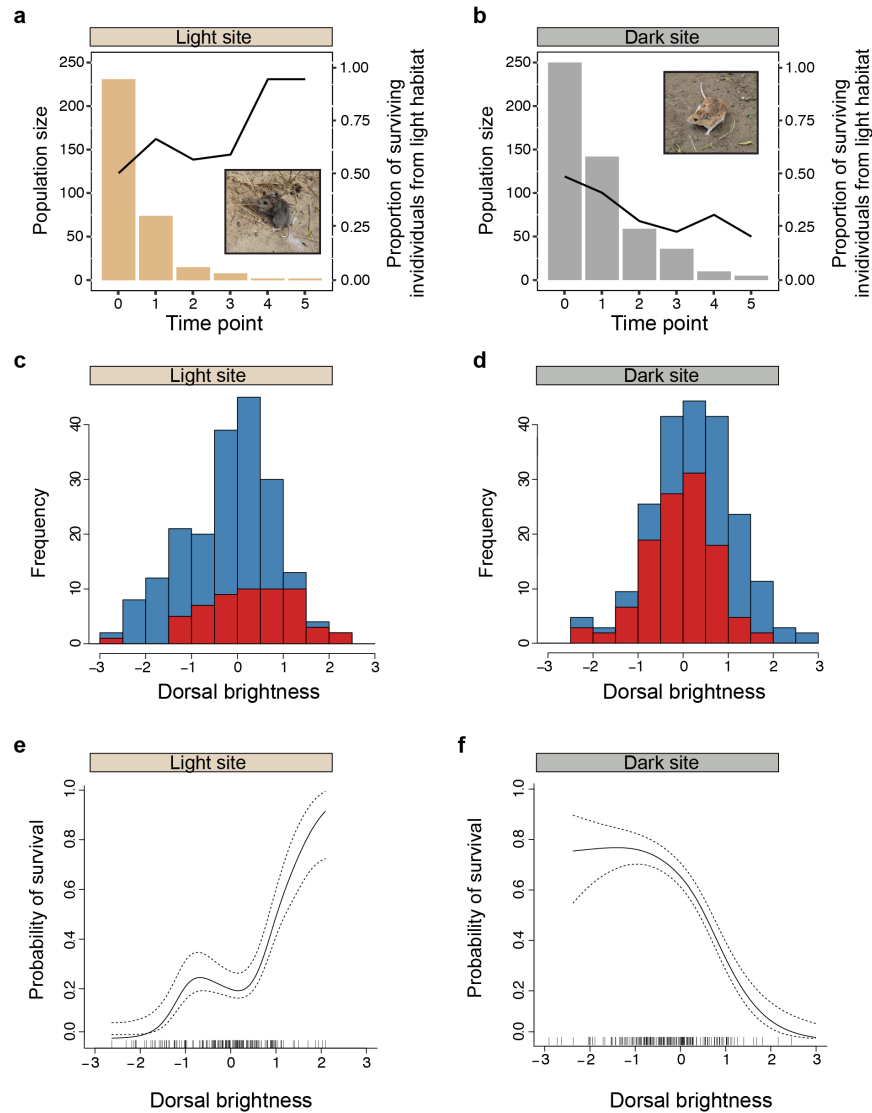 a
Light site
Population size
250
200
150
100
50
0
1.00
0.75
0.50
0.25
0.00
Proportion of surviving
invidividuals from light habitat
0 1 2 3 4 5
Time point
b
Dark site
Population size
250
200
150
100
50
0
1.00
0.75
0.50
0.25
0.00
Proportion of surviving
invidividuals from light habitat
0 1 2 3 4 5
Time point
c
Light site
Frequency
40
30
20
10
0
−3 −2 −1 0 1 2 3
Dorsal brightness
d
Dark site
Frequency
40
30
20
10
0
−3 −2 −1 0 1 2 3
Dorsal brightness
e
Light site
Probability of survival
1.0
0.8
0.6
0.4
0.2
0.0
−3 −2 −1 0 1 2 3
Dorsal brightness
f
Dark site
Probability of survival
1.0
0.8
0.6
0.4
0.2
0.0
−3 −2 −1 0 1 2 3
Dorsal brightness